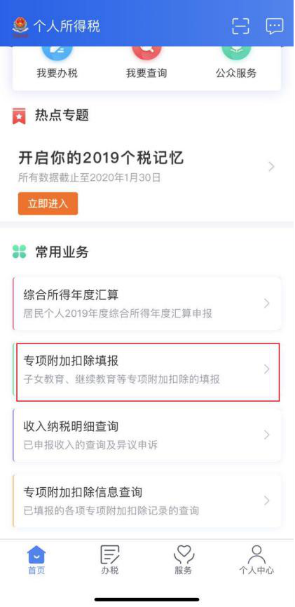 个人所得税
我要办税 我要查询 公众服务
热点专题
开启你的2019个税记忆
所有数据截止至2020年1月30日
立即进入
常用业务
综合所得年度汇算
居民个人2019年度综合所得年度汇算申报
专项附加扣除填报
子女教育、继续教育等专项附加扣除的填报
收入纳税明细查询
已申报收入的查询及异议申诉
专项附加扣除信息查询
已填报的各项专项附加扣除记录的查询
首页 办税 服务 个人中心